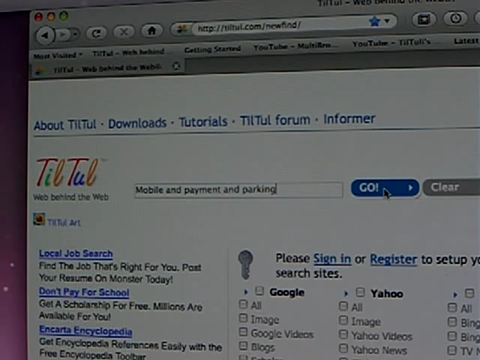 TilTul - Web behind the Web
http://tiltul.com/newfind/
Most Visited TilTul - Web behind ... Getting Started YouTube - MultiBro... YouTube - TilTul's ... Latest
TilTul - Web behind the Web®
About TilTul · Downloads · Tutorials · TilTul forum · Informer
TilTul
Web behind the Web
Mobile and payment and parking
GO!
Clear
TilTul Art
Local Job Search
Find The Job That's Right For You. Post
Your Resume On Monster Today!
Don't Pay For School
Get A Scholarship For Free. Millions Are
Available For You!
Encarta Encyclopedia
Get Encyclopedia References Easily with the
Free Encyclopedia Toolbar
Please Sign in or Register to setup yo
search sites.
Google
All
Image
Google Videos
Blogs
Yahoo
All
Image
Yahoo Videos
Yahoo News
All
Bing
Bing
TV